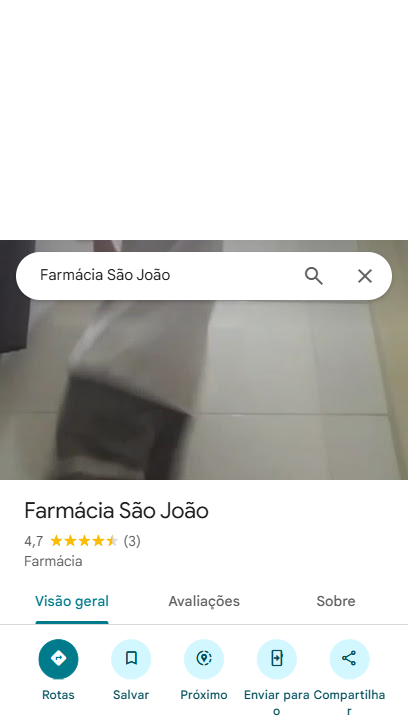 Farmácia São João
Farmácia São João
4,7 (3)
Farmácia
Visão geral Avaliações Sobre
Rotas Salvar Próximo Enviar para o Compartilhar